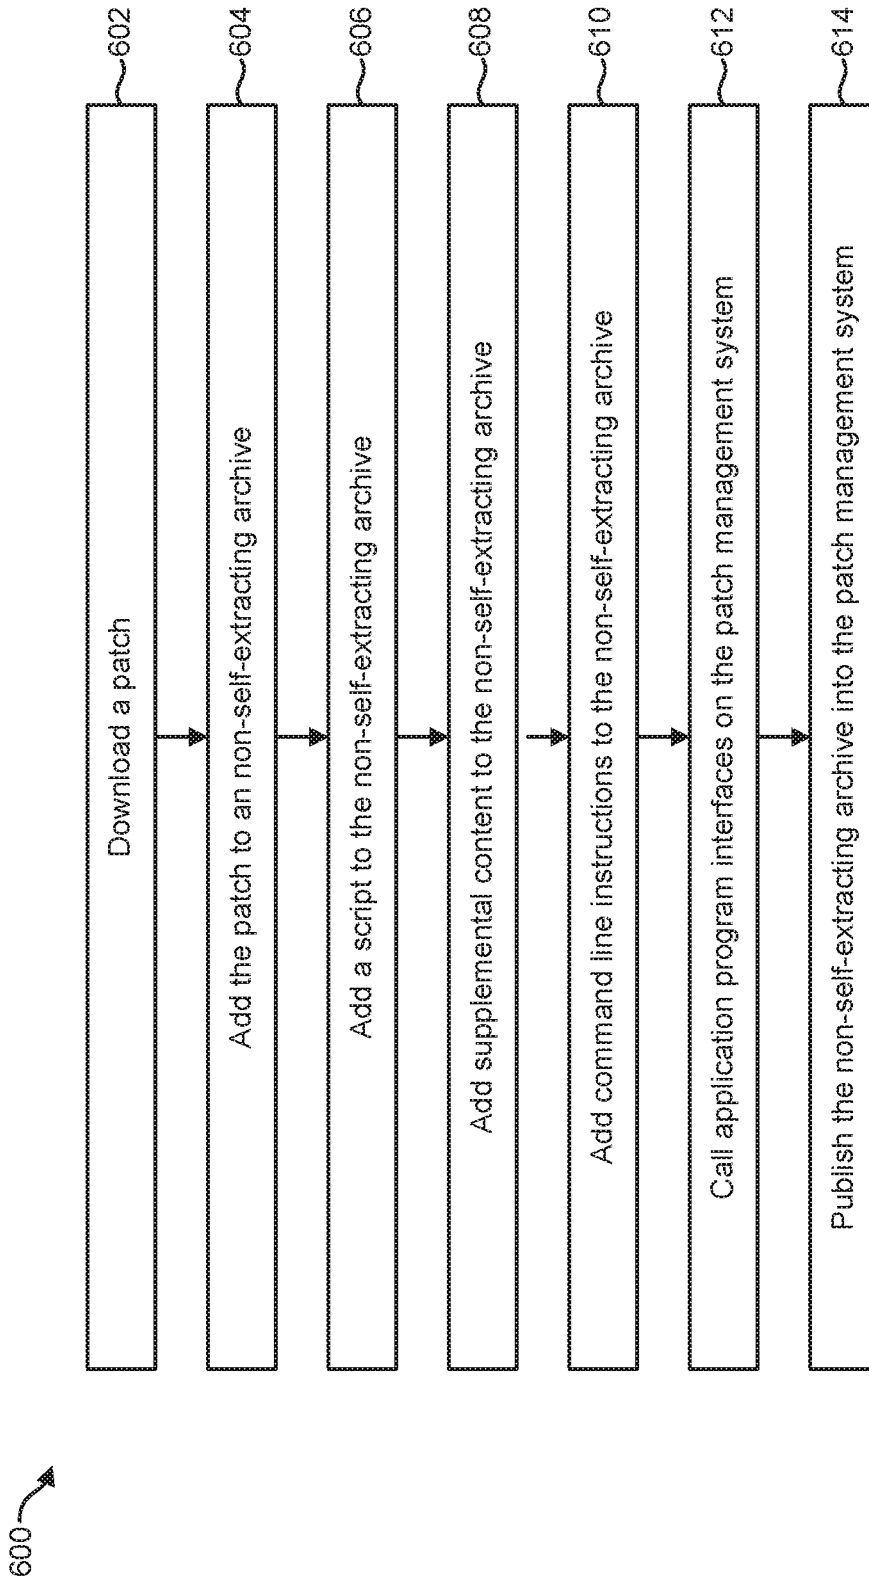 600
Download a patch
602
Add the patch to an non-self-extracting archive
604
Add a script to the non-self-extracting archive
606
Add supplemental content to the non-self-extracting archive
608
Add command line instructions to the non-self-extracting archive
610
Call application program interfaces on the patch management system
612
Publish the non-self-extracting archive into the patch management system
614